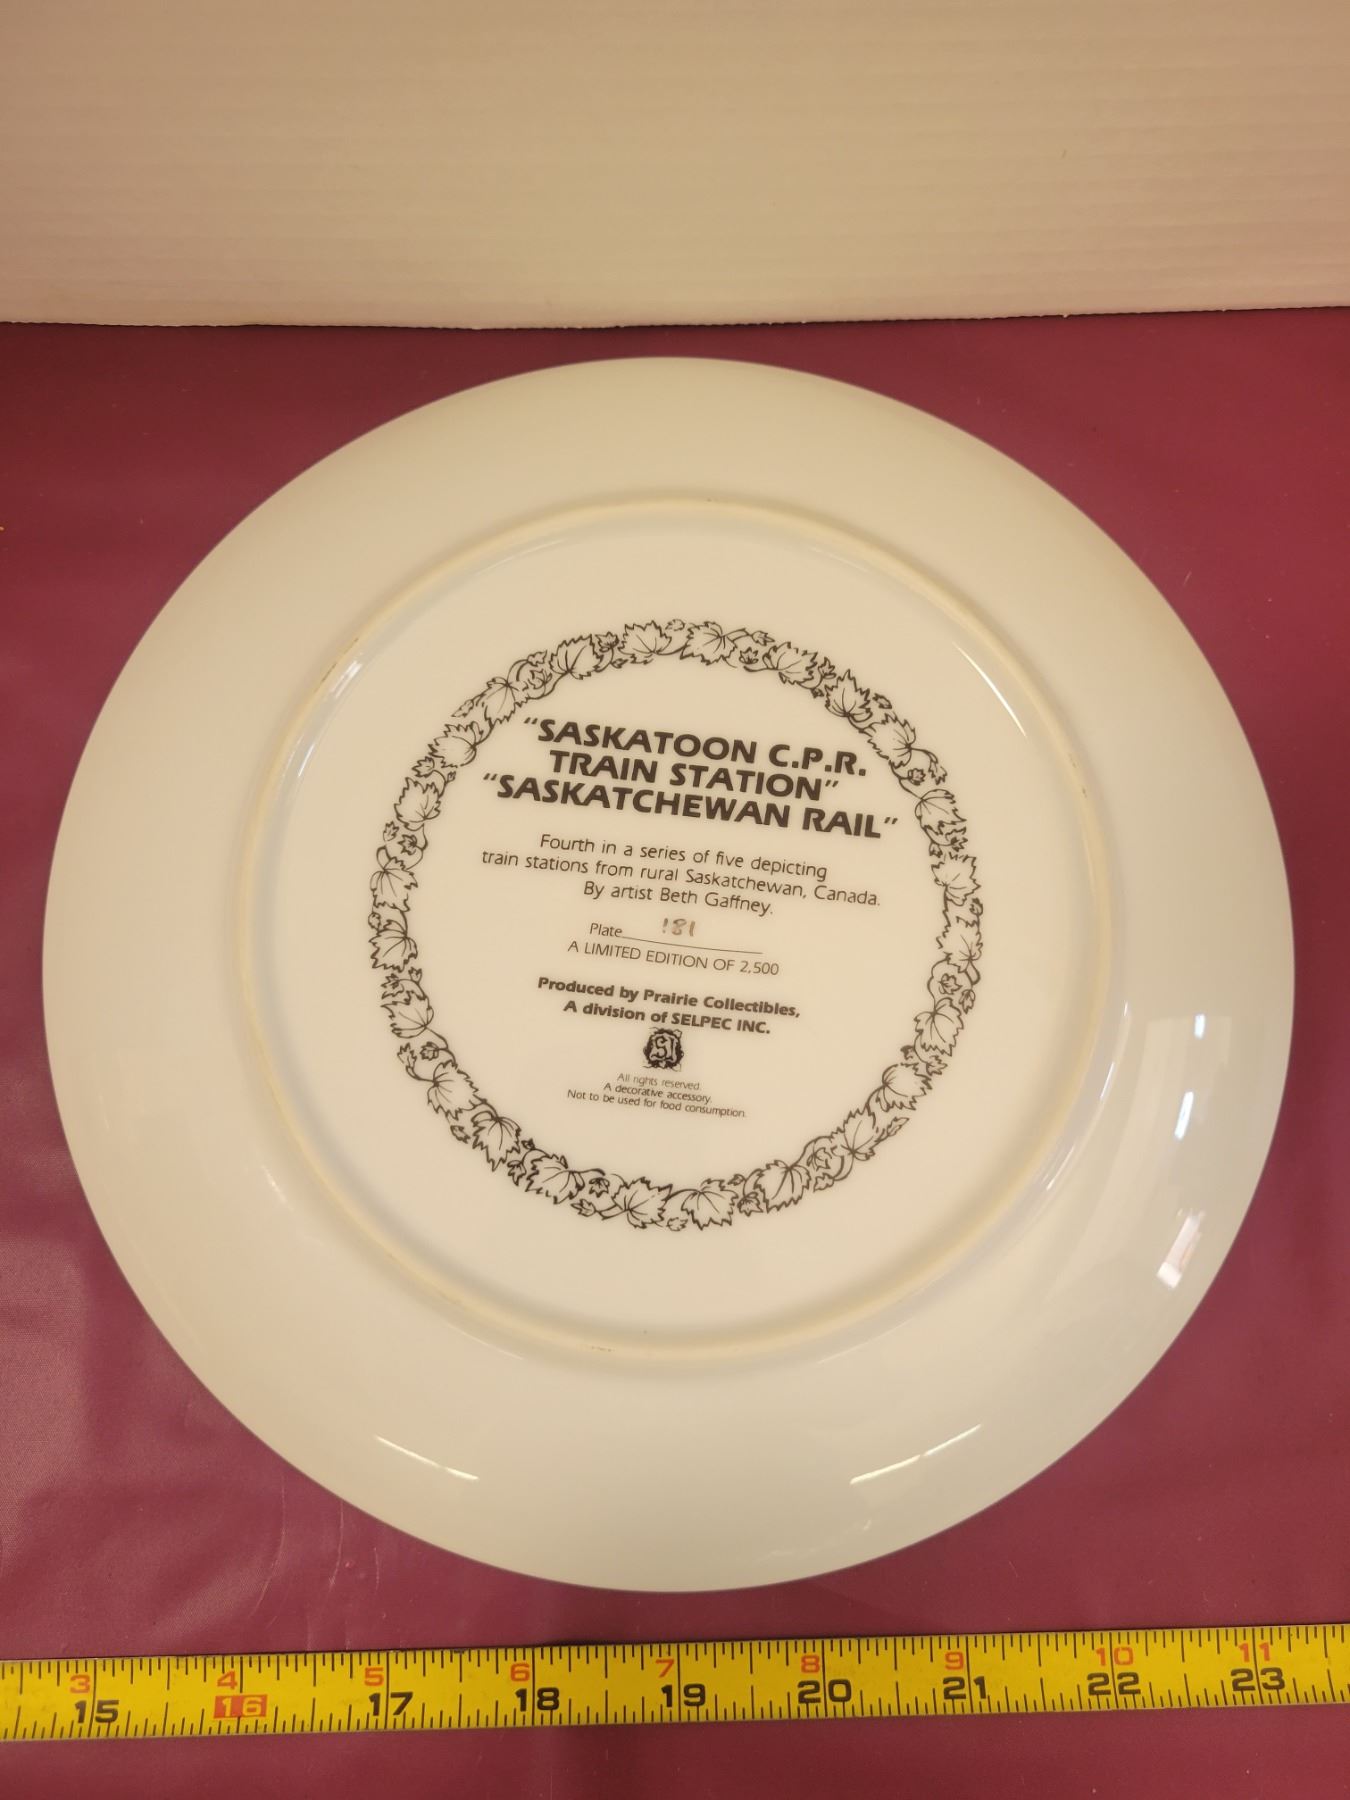 “SASKATOON C.P.R.
TRAIN STATION”
“SASKATCHEWAN RAIL”
Fourth in a series of five depicting
train stations from rural Saskatchewan, Canada.
By artist Beth Gaffney.
Plate 181
A LIMITED EDITION OF 2,500
Produced by Prairie Collectibles,
A division of SELPEC INC.
SI
All rights reserved.
A decorative accessory.
Not to be used for food consumption.
3 4 5 6 7 8 9 10 11
15 16 17 18 19 20 21 22 23